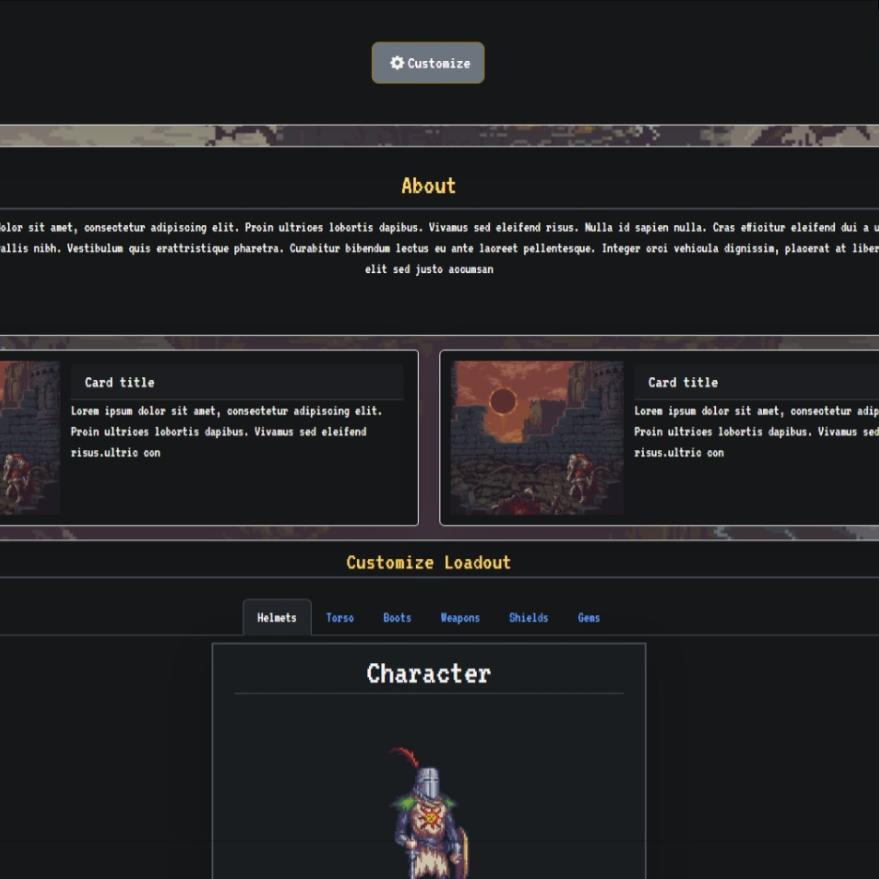 Customize
About
dolor sit amet, consectetur adipiscing elit. Proin ultrices lobortis dapibus. Vivamus sed eleifend risus. Nulla id sapien nulla. Cras efficitur eleifend dui a u
allis nibh. Vestibulum quis erattristique pharetra. Curabitur bibendum lectus eu ante laoreet pellentesque. Integer orci vehicula dignissim, placerat at liber
elit sed justo accumsan
Card title
Lorem ipsum dolor sit amet, consectetur adipiscing elit.
Proin ultrices lobortis dapibus. Vivamus sed eleifend
risus.ultric con
Card title
Lorem ipsum dolor sit amet, consectetur adip
Proin ultrices lobortis dapibus. Vivamus sed
risus.ultric con
Customize Loadout
Helmets Torso Boots Weapons Shields Gems
Character